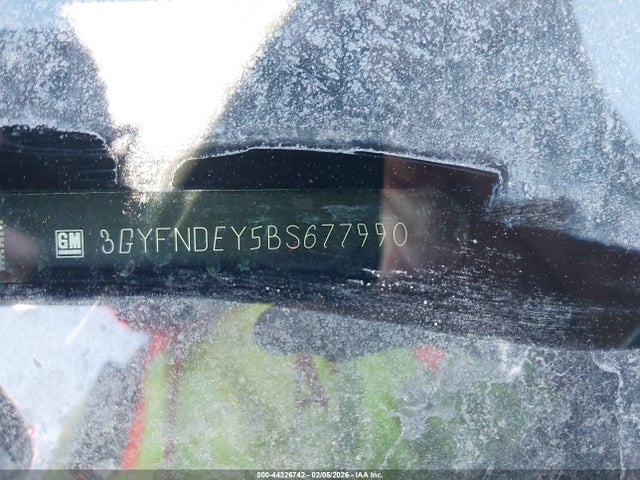 GM 3GYFNDEY5BS677990
000-44326742 - 02/05/2026 - IAA Inc.